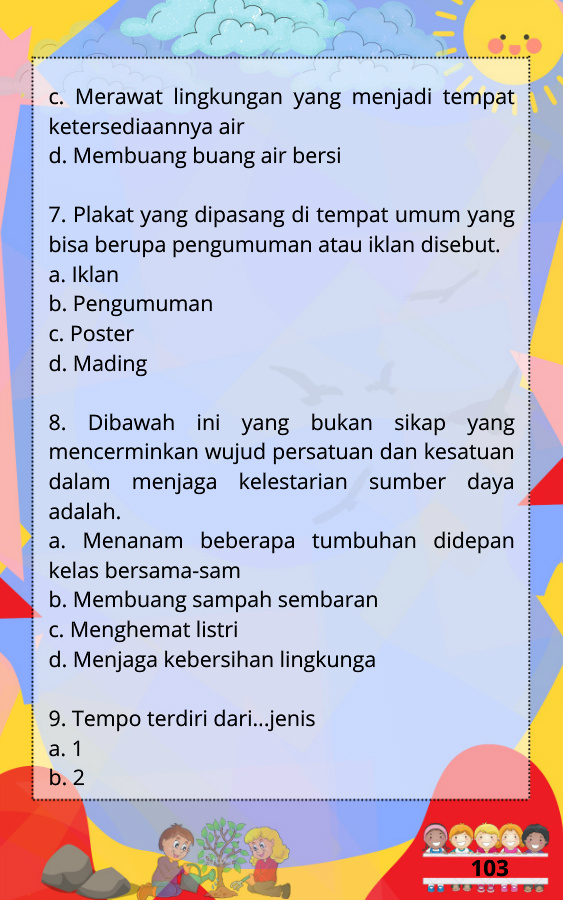 c. Merawat lingkungan yang menjadi tempat
ketersediaannya air
d. Membuang buang air bersi
7. Plakat yang dipasang di tempat umum yang
bisa berupa pengumuman atau iklan disebut.
a. Iklan
b. Pengumuman
c. Poster
d. Mading
8. Dibawah ini yang bukan sikap yang
mencerminkan wujud persatuan dan kesatuan
dalam menjaga kelestarian sumber daya
adalah.
a. Menanam beberapa tumbuhan didepan
kelas bersama-sam
b. Membuang sampah sembaran
c. Menghemat listri
d. Menjaga kebersihan lingkunga
9. Tempo terdiri dari...jenis
a. 1
b. 2
103